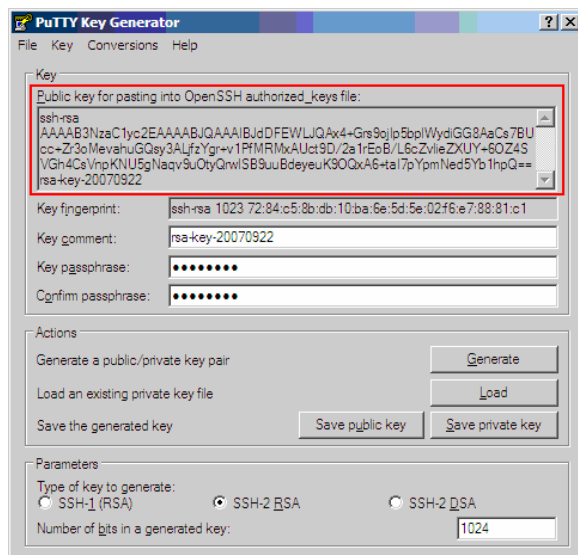 PuTTY Key Generator
File Key Conversions Help
Key
Public key for pasting into OpenSSH authorized_keys file:
ssh-rsa
AAAAB3NzaC1yc2EAAAABJQAAAIBJdDFEWLJQAx4+Grs9ojIp5bpIWydiGG8AaCs7BU
cc+Zr3oMevahuGQsy3ALjfzYgr+v1PfMRMxAUct9D/2a1rEoB/L6cZvlieZXUY+6OZ4S
VGh4CsVnpKNU5gNaqv9uOtyQrwlSB9uuBdeyeuK9OQxA6+taI7pYpmNed5Yb1hpQ==
rsa-key-20070922
Key fingerprint: ssh-rsa 1023 72:84:c5:8b:db:10:ba:6e:5d:5e:02:f6:e7:88:81:c1
Key comment: rsa-key-20070922
Key passphrase: ●●●●●●●●
Confirm passphrase: ●●●●●●●●
Actions
Generate a public/private key pair Generate
Load an existing private key file Load
Save the generated key Save public key Save private key
Parameters
Type of key to generate:
SSH-1 (RSA) SSH-2 RSA SSH-2 DSA
Number of bits in a generated key: 1024